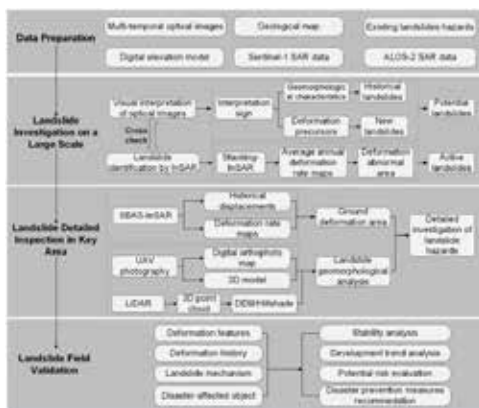 Data Preparation
Multi-temporal optical images
Geological map
Existing landslides hazards
Digital elevation model
Sentinel-1 SAR data
ALOS-2 SAR data
Landslide
Investigation on a
Large Scale
Visual interpretation
of optical images
Interpretation
sign
Geomorphologic
al characteristics
Historical
landslides
Potential
landslides
Deformation
precursors
New landslides
Cross
check
Landslide
identification by InSAR
Stacking-
InSAR
Average annual
deformation
rate maps
Deformation
abnormal
area
Active
landslides
Landslide Detailed
Inspection in Key
Area
SBAS-InSAR
Historical
displacements
Deformation rate
maps
Ground
deformation area
Detailed
investigation of
landslide
hazards
UAV
photography
Digital orthophoto
map
3D model
Landslide
geomorphological
analysis
LiDAR
3D point
cloud
DEM/Hillshade
Landslide Field
Validation
Deformation features
Stability analysis
Deformation history
Development trend analysis
Landslide mechanism
Potential risk evaluation
Disaster affected object
Disaster prevention measures
recommendation